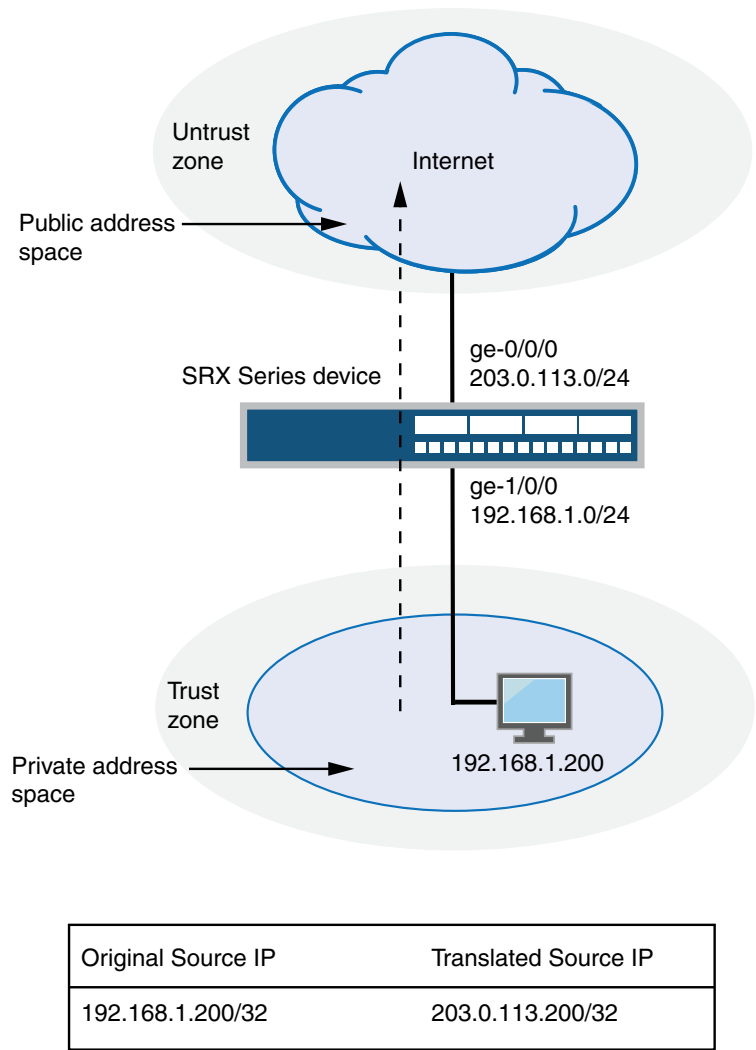 Untrust
zone
Internet
Public address
space
ge-0/0/0
203.0.113.0/24
SRX Series device
ge-1/0/0
192.168.1.0/24
Trust
zone
192.168.1.200
Private address
space
Original Source IP Translated Source IP
192.168.1.200/32 203.0.113.200/32